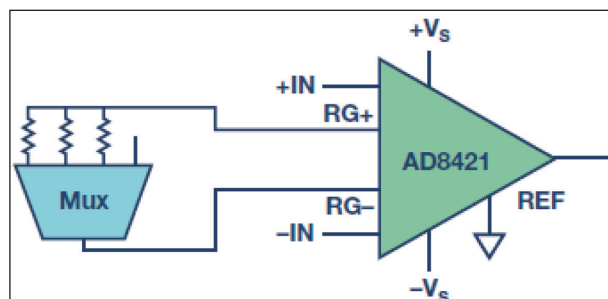 +Vs
+IN
RG+
AD8421
Mux
RG−
REF
−IN
−Vs